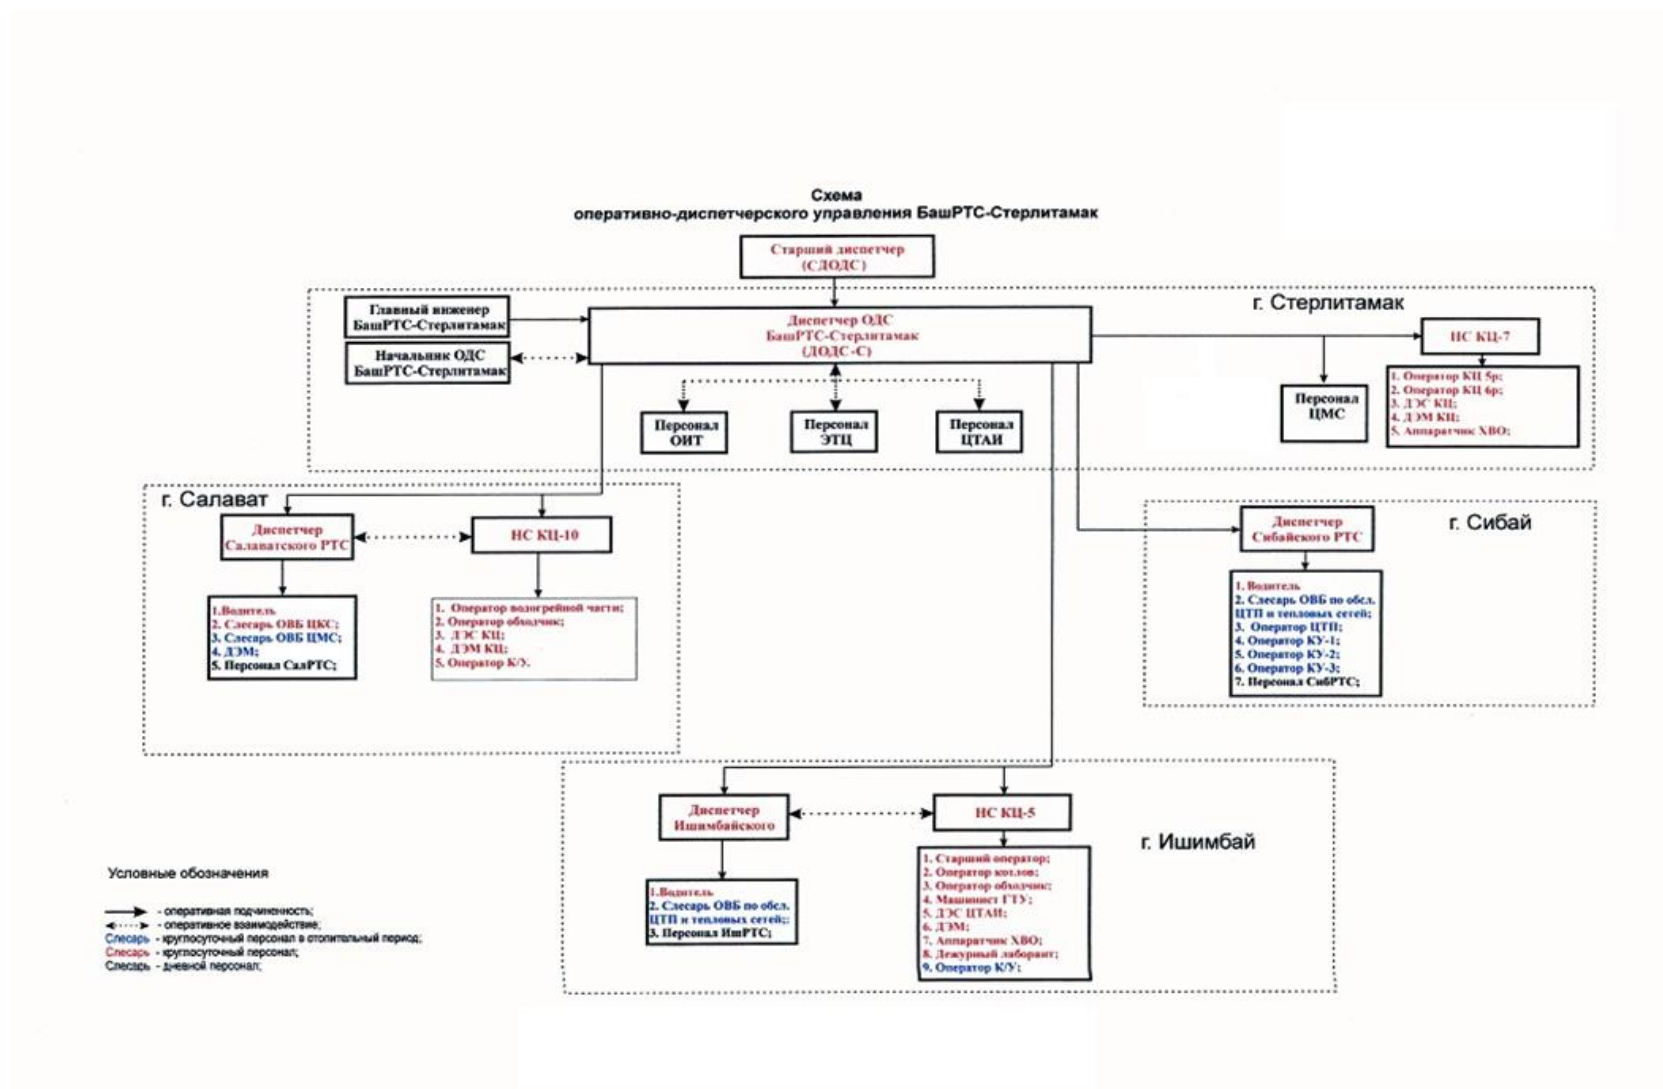 Схема
оперативно-диспетчерского управления БашРТС-Стерлитамак
Старший диспетчер
(СДОДС)
г. Стерлитамак
Главный инженер
БашРТС-Стерлитамак
Начальник ОДС
БашРТС-Стерлитамак
Диспетчер ОДС
БашРТС-Стерлитамак
(ДОДС-С)
НС КЦ-7
Персонал
ОИТ
Персонал
ЭТЦ
Персонал
ЦТАИ
Персонал
ЦМС
1. Оператор КЦ 5р;
2. Оператор КЦ 6р;
3. ДЭС КЦ;
4. ДЭМ КЦ;
5. Аппаратчик ХВО;
г. Салават
Диспетчер
Салаватского РТС
НС КЦ-10
1.Водитель
2. Слесарь ОВБ ЦКС;
3. Слесарь ОВБ ЦМС;
4. ДЭМ;
5. Персонал СалРТС;
1. Оператор водогрейной части;
2. Оператор обходчик;
3. ДЭС КЦ;
4. ДЭМ КЦ;
5. Оператор К/У.
г. Сибай
Диспетчер
Сибайского РТС
1. Водитель
2. Слесарь ОВБ по обсл.
ЦТП и тепловых сетей;
3. Оператор ЦТП;
4. Оператор КУ-1;
5. Оператор КУ-2;
6. Оператор КУ-3;
7. Персонал СибРТС;
г. Ишимбай
Диспетчер
Ишимбайского
НС КЦ-5
1.Водитель
2. Слесарь ОВБ по обсл.
ЦТП и тепловых сетей;;
3. Персонал ИшРТС;
1. Старший оператор;
2. Оператор котлов;
3. Оператор обходчик;
4. Машинист ГТУ;
5. ДЭС ЦТАИ;
6. ДЭМ;
7. Аппаратчик ХВО;
8. Дежурный лаборант;
9. Оператор К/У;
Условные обозначения
- оперативная подчиненность;
- оперативное взаимодействие;
Слесарь - круглосуточный персонал в отопительный период;
Слесарь - круглосуточный персонал;
Слесарь - дневной персонал;